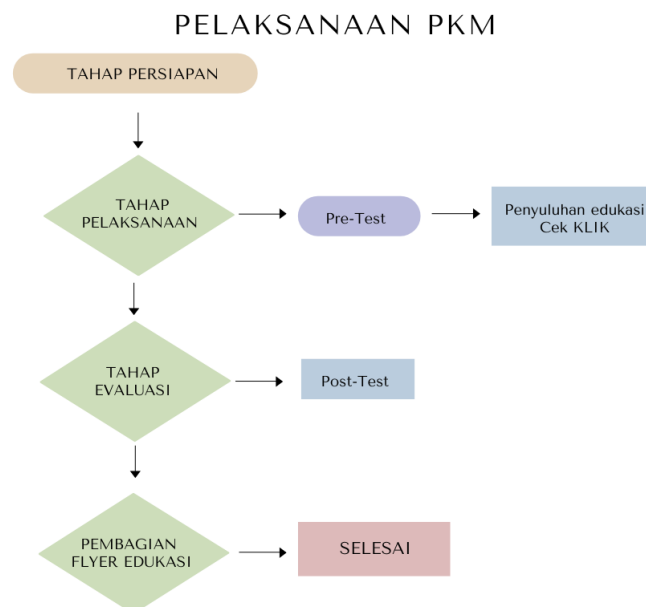 PELAKSANAAN PKM
TAHAP PERSIAPAN
TAHAP
PELAKSANAAN
Pre-Test
Penyuluhan edukasi
Cek KLIK
TAHAP
EVALUASI
Post-Test
PEMBAGIAN
FLYER EDUKASI
SELESAI